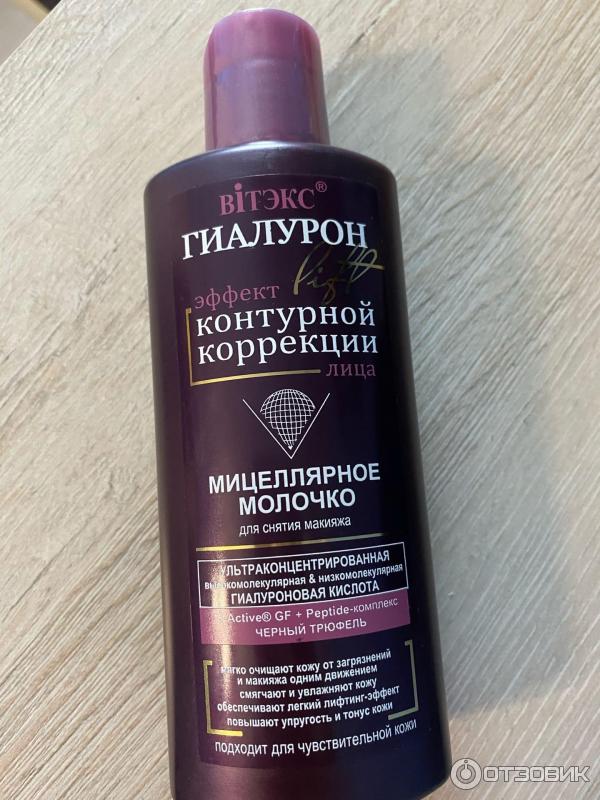 ВIТЭКС®
ГИАЛУРОН
lift
эффект
контурной
коррекции
лица
МИЦЕЛЛЯРНОЕ
МОЛОЧКО
для снятия макияжа
УЛЬТРАКОНЦЕНТРИРОВАННАЯ
высокомолекулярная & низкомолекулярная
ГИАЛУРОНОВАЯ КИСЛОТА
Active® GF + Peptide-комплекс
ЧЕРНЫЙ ТРЮФЕЛЬ
мягко очищают кожу от загрязнений
и макияжа одним движением
смягчают и увлажняют кожу
обеспечивают легкий лифтинг-эффект
повышают упругость и тонус кожи
подходит для чувствительной кожи
ОТЗОВИК